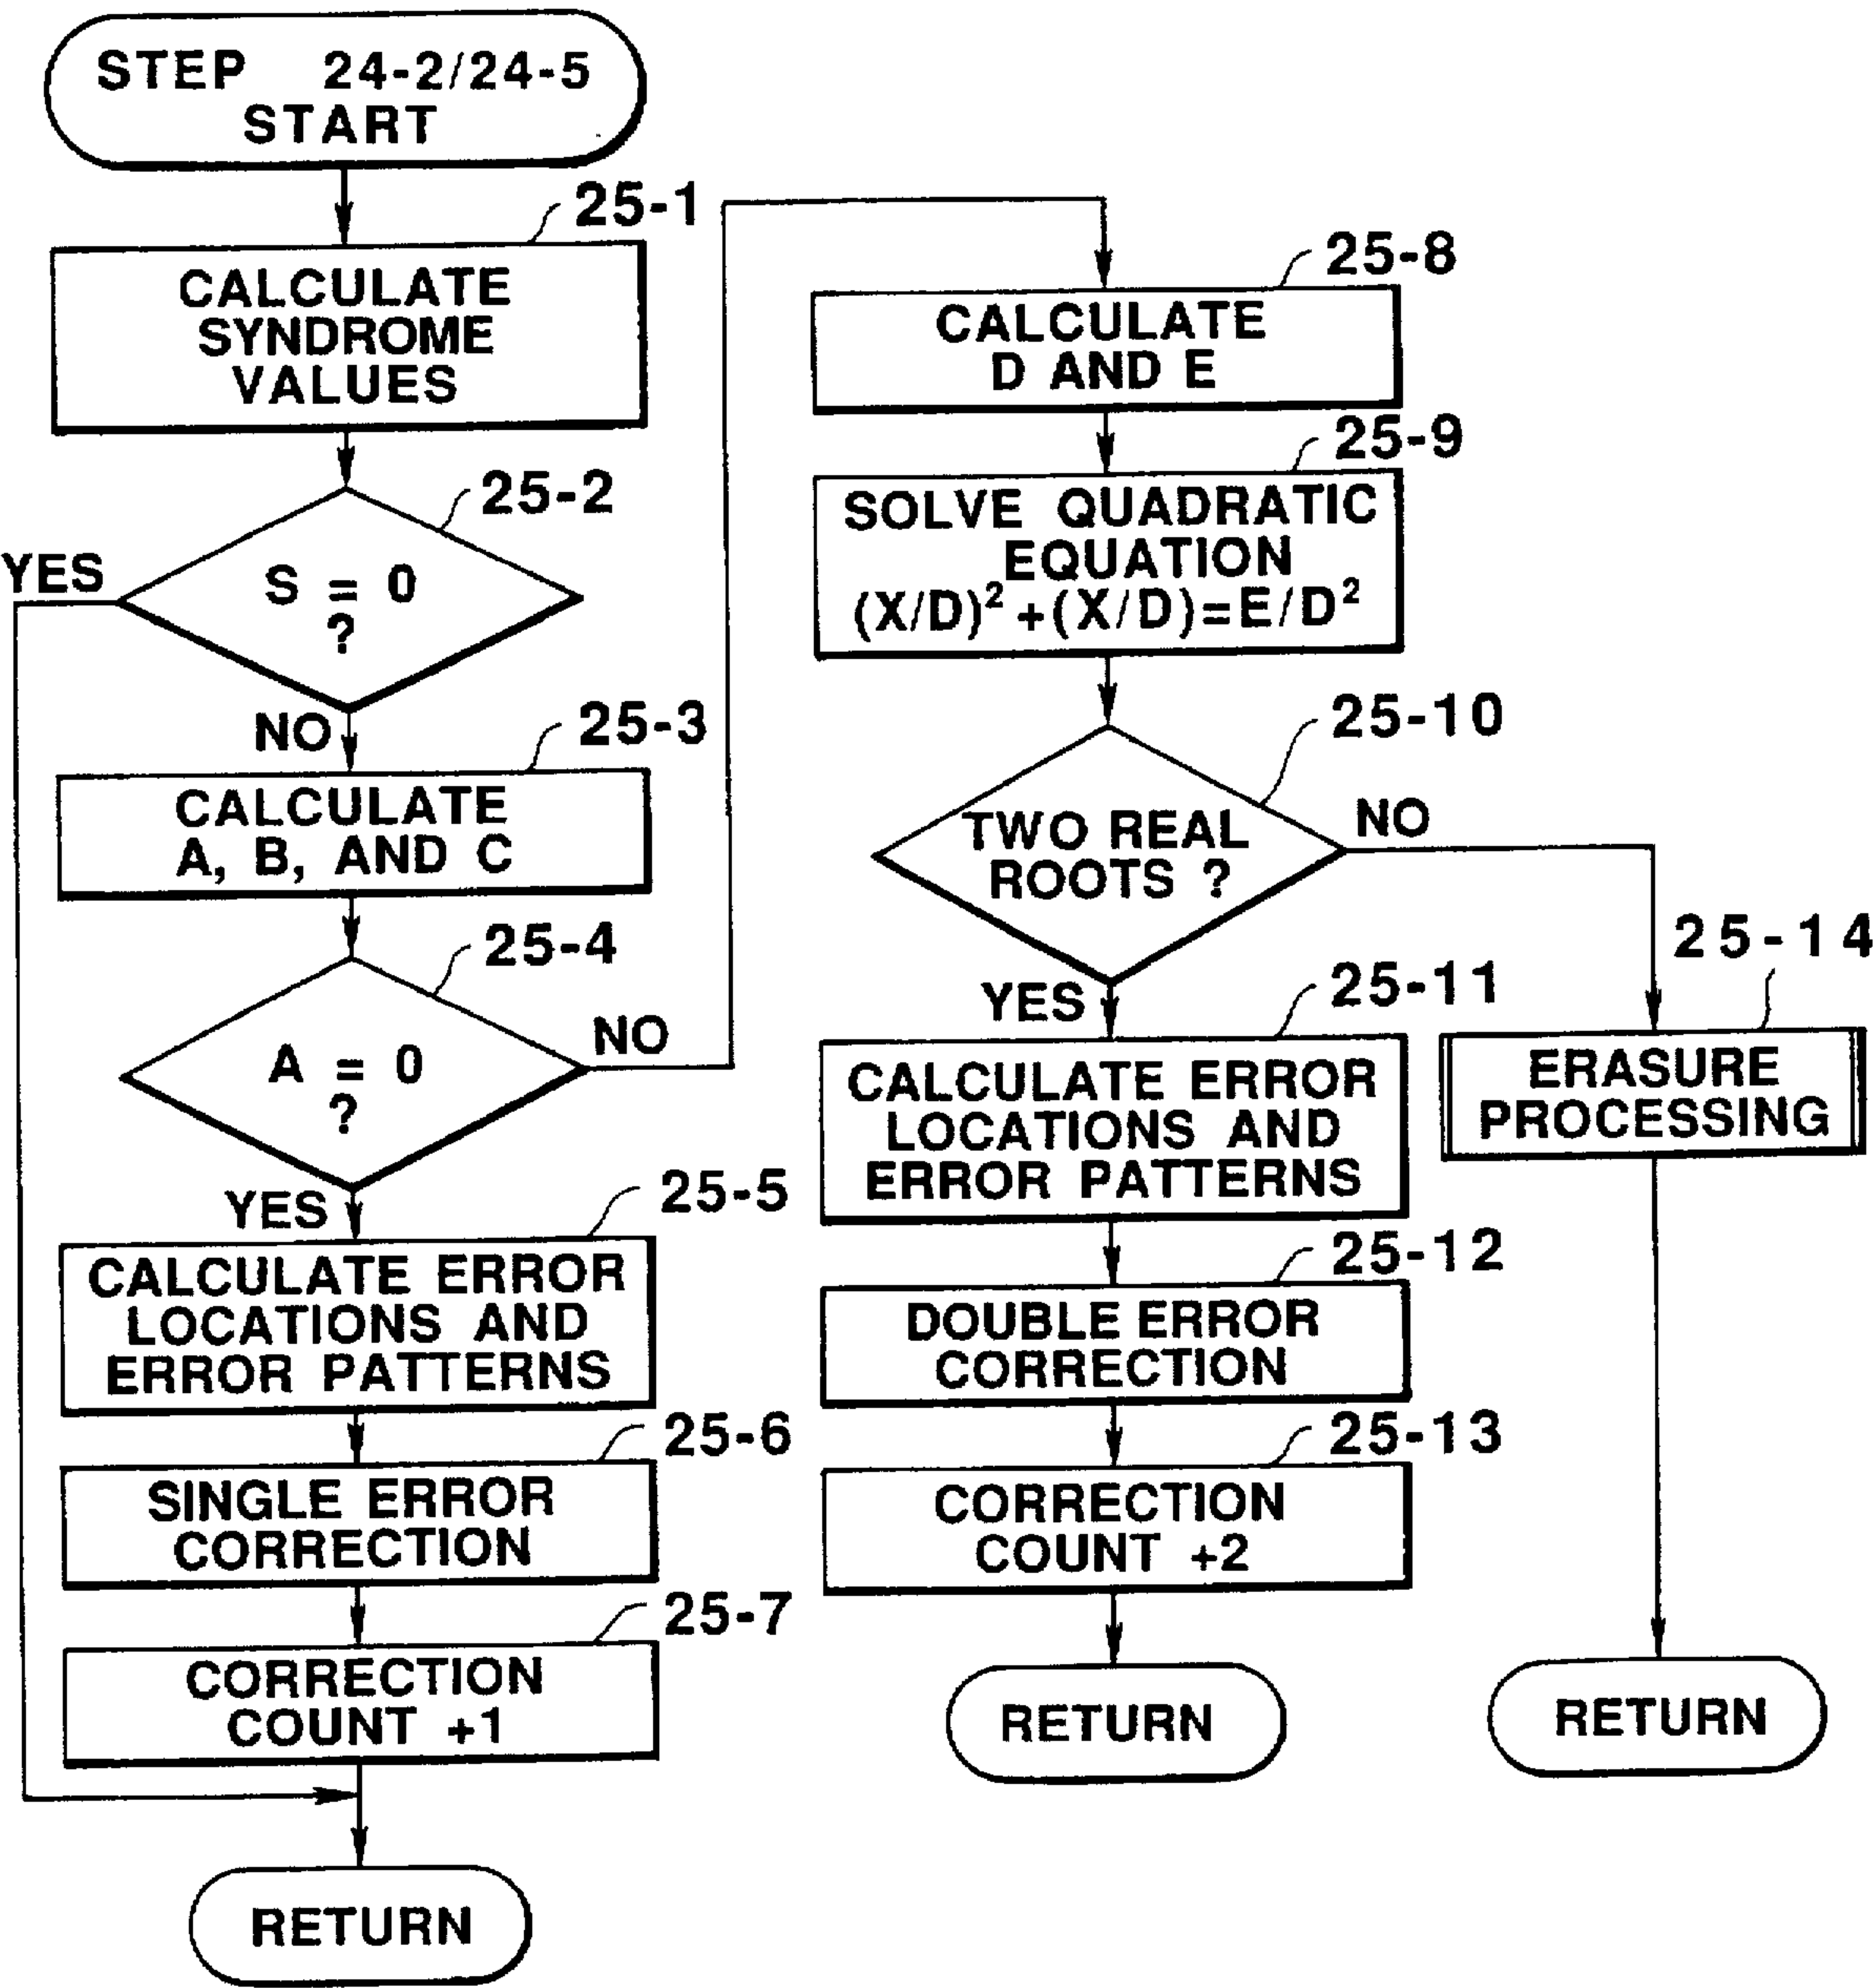 STEP 24-2/24-5
START
25-1
CALCULATE
SYNDROME
VALUES
25-2
YES
S = 0
?
NO
25-3
CALCULATE
A, B, AND C
25-4
A = 0
?
NO
YES
25-5
CALCULATE ERROR
LOCATIONS AND
ERROR PATTERNS
25-6
SINGLE ERROR
CORRECTION
25-7
CORRECTION
COUNT +1
RETURN
25-8
CALCULATE
D AND E
25-9
SOLVE QUADRATIC
EQUATION
(X/D)²+(X/D)=E/D²
25-10
TWO REAL
ROOTS ?
NO
YES
25-11
CALCULATE ERROR
LOCATIONS AND
ERROR PATTERNS
25-12
DOUBLE ERROR
CORRECTION
25-13
CORRECTION
COUNT +2
RETURN
25-14
ERASURE
PROCESSING
RETURN